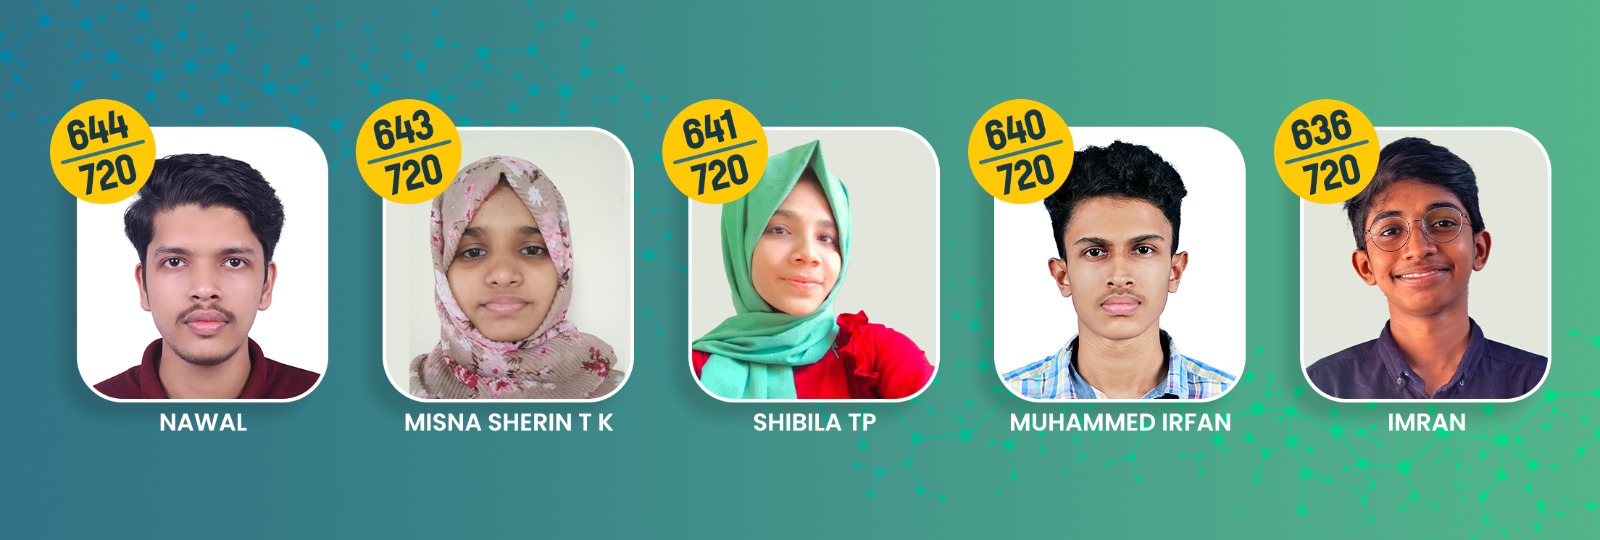 644
720
NAWAL
643
720
MISNA SHERIN T K
641
720
SHIBILA TP
640
720
MUHAMMED IRFAN
636
720
IMRAN